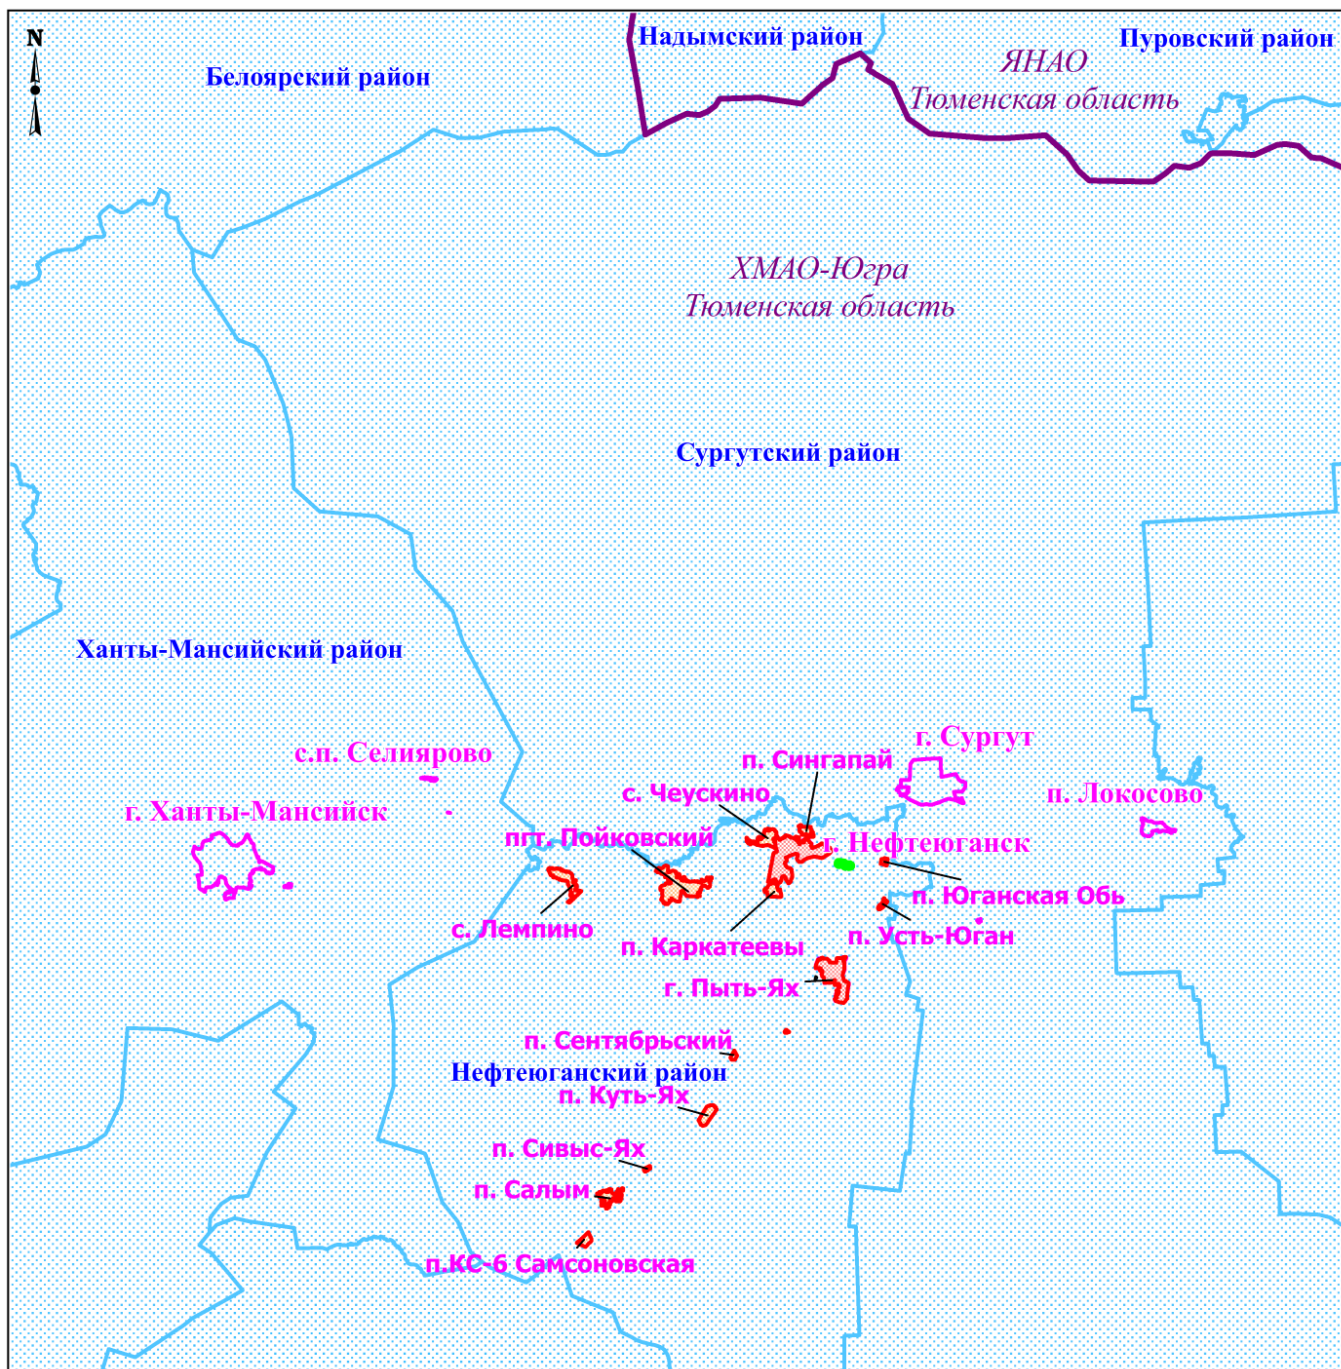 N
Надымский район
Пуровский район
Белоярский район
ЯНАО
Тюменская область
ХМАО-Югра
Тюменская область
Сургутский район
Ханты-Мансийский район
с.п. Селиярово
г. Сургут
п. Сингапай
с. Чеускино
п. Локосово
г. Ханты-Мансийск
пгт. Пойковский
г. Нефтеюганск
п. Юганская Обь
с. Лемпино
п. Усть-Юган
п. Каркатеевы
г. Пыть-Ях
п. Сентябрьский
Нефтеюганский район
п. Куть-Ях
п. Сивыс-Ях
п. Салым
п.КС-6 Самсоновская